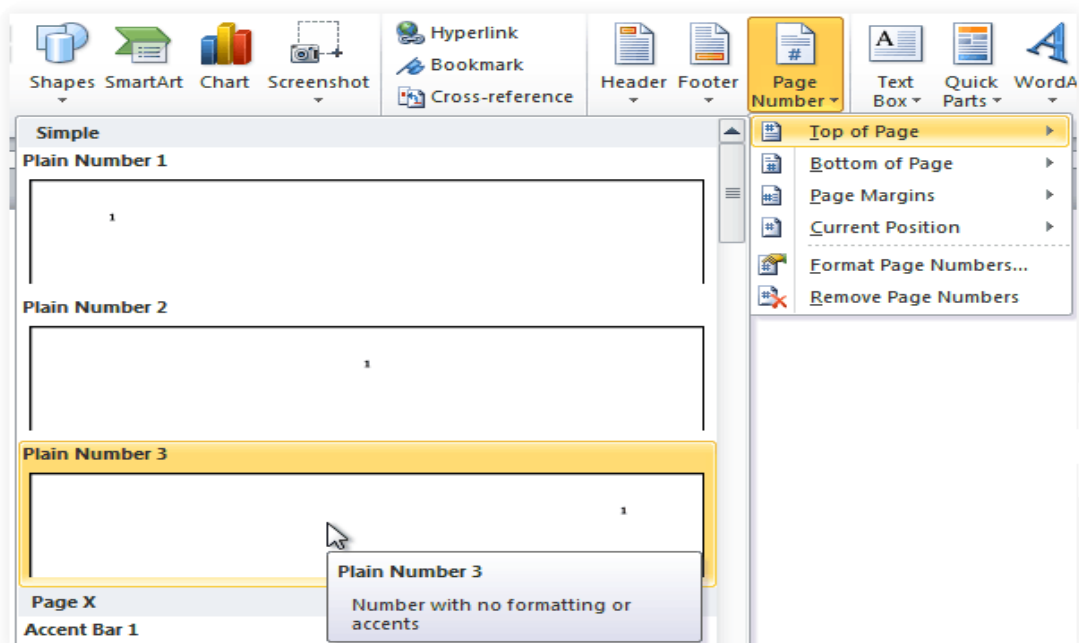 Hyperlink
Bookmark
Cross-reference
Shapes SmartArt Chart Screenshot
Header Footer
Page Number
#
A
Text Box
Quick Parts
A
WordA
Simple
Plain Number 1
1
Plain Number 2
1
Plain Number 3
1
Plain Number 3
Number with no formatting or
accents
Page X
Accent Bar 1
# Top of Page
# Bottom of Page
# Page Margins
# Current Position
# Format Page Numbers...
# Remove Page Numbers